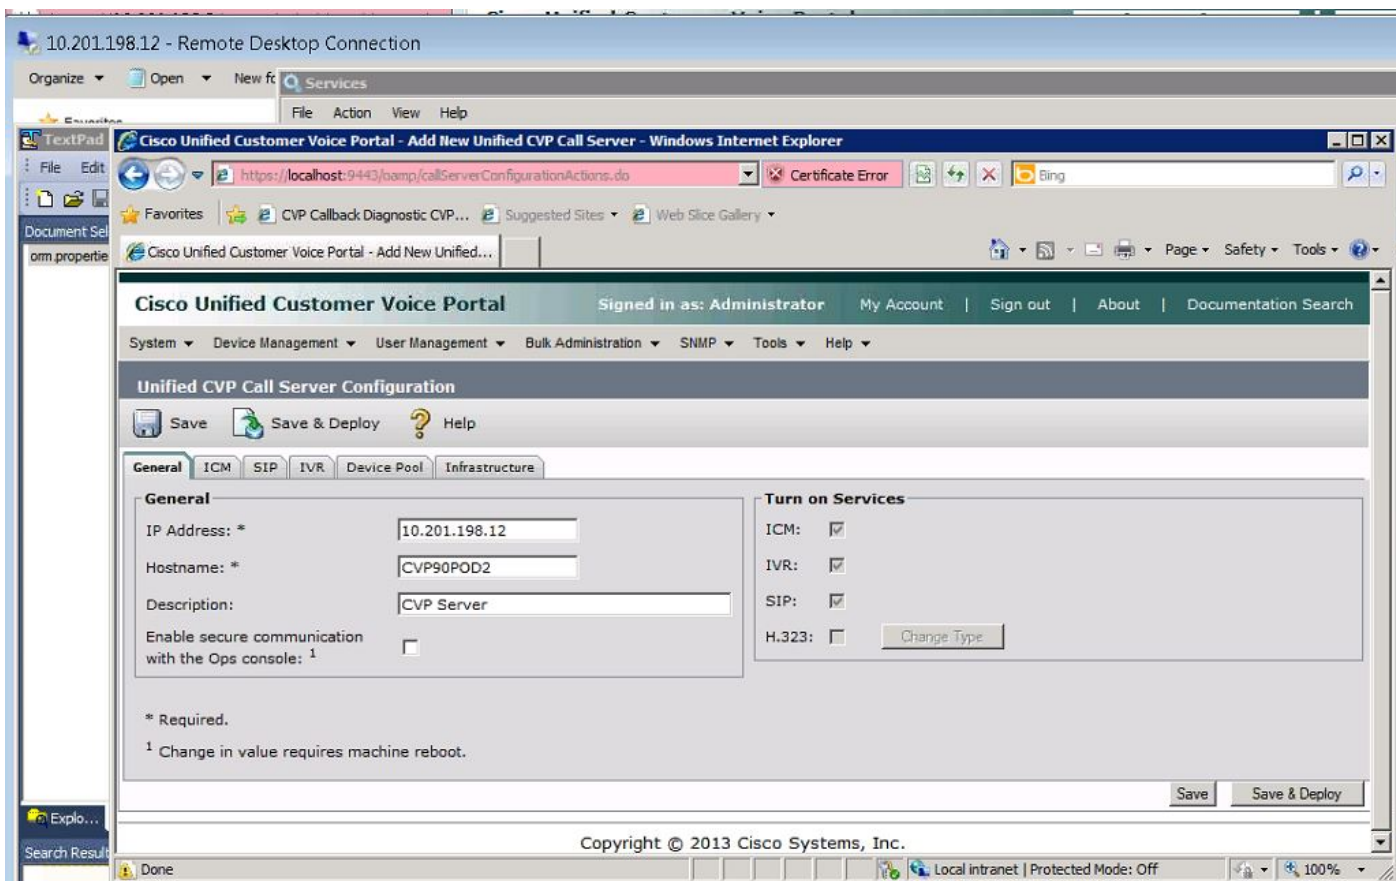 10.201.198.12 - Remote Desktop Connection
Organize Open New fc Services
File Action View Help
Favorites
TextPad Cisco Unified Customer Voice Portal - Add New Unified CVP Call Server - Windows Internet Explorer
File Edit https://localhost:9443/oamp/callServerConfigurationActions.do Certificate Error Bing
Favorites CVP Callback Diagnostic CVP... Suggested Sites Web Slice Gallery
Document Sel
orm.propertie Cisco Unified Customer Voice Portal - Add New Unified... Page Safety Tools
Cisco Unified Customer Voice Portal Signed in as: Administrator My Account | Sign out | About | Documentation Search
System Device Management User Management Bulk Administration SNMP Tools Help
Unified CVP Call Server Configuration
Save Save & Deploy Help
General ICM SIP IVR Device Pool Infrastructure
General
IP Address: * 10.201.198.12
Hostname: * CVP90POD2
Description: CVP Server
Enable secure communication
with the Ops console: 1
Turn on Services
ICM:
IVR:
SIP:
H.323: Change Type
* Required.
1 Change in value requires machine reboot.
Save Save & Deploy
Explo...
Copyright © 2013 Cisco Systems, Inc.
Search Result
Done Local intranet | Protected Mode: Off 100%